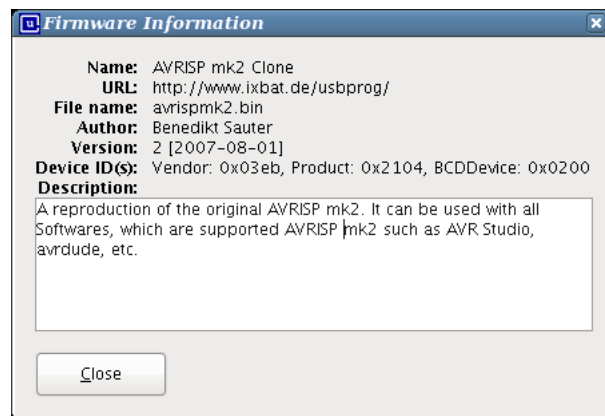 u
Firmware Information
Name: AVRISP mk2 Clone
URL: http://www.ixbat.de/usbprog/
File name: avrispmk2.bin
Author: Benedikt Sauter
Version: 2 [2007-08-01]
Device ID(s): Vendor: 0x03eb, Product: 0x2104, BCDDevice: 0x0200
Description:
A reproduction of the original AVRISP mk2. It can be used with all
Softwares, which are supported AVRISP mk2 such as AVR Studio,
avrdude, etc.
Close